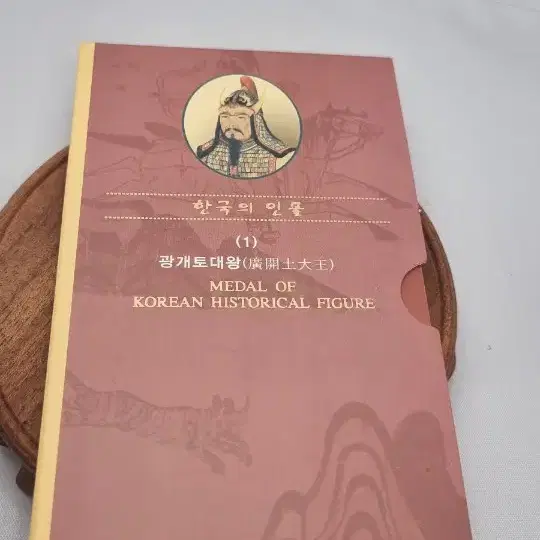 한국의 인물
(1)
광개토대왕(廣開土大王)
MEDAL OF
KOREAN HISTORICAL FIGURE